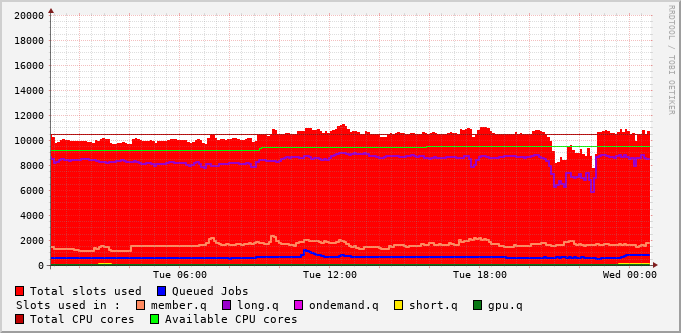 RRDTOOL / TOBI OETIKER
20000
18000
16000
14000
12000
10000
8000
6000
4000
2000
0
Tue 06:00 Tue 12:00 Tue 18:00 Wed 00:00
Total slots used Queued Jobs
Slots used in : member.q long.q ondemand.q short.q gpu.q
Total CPU cores Available CPU cores